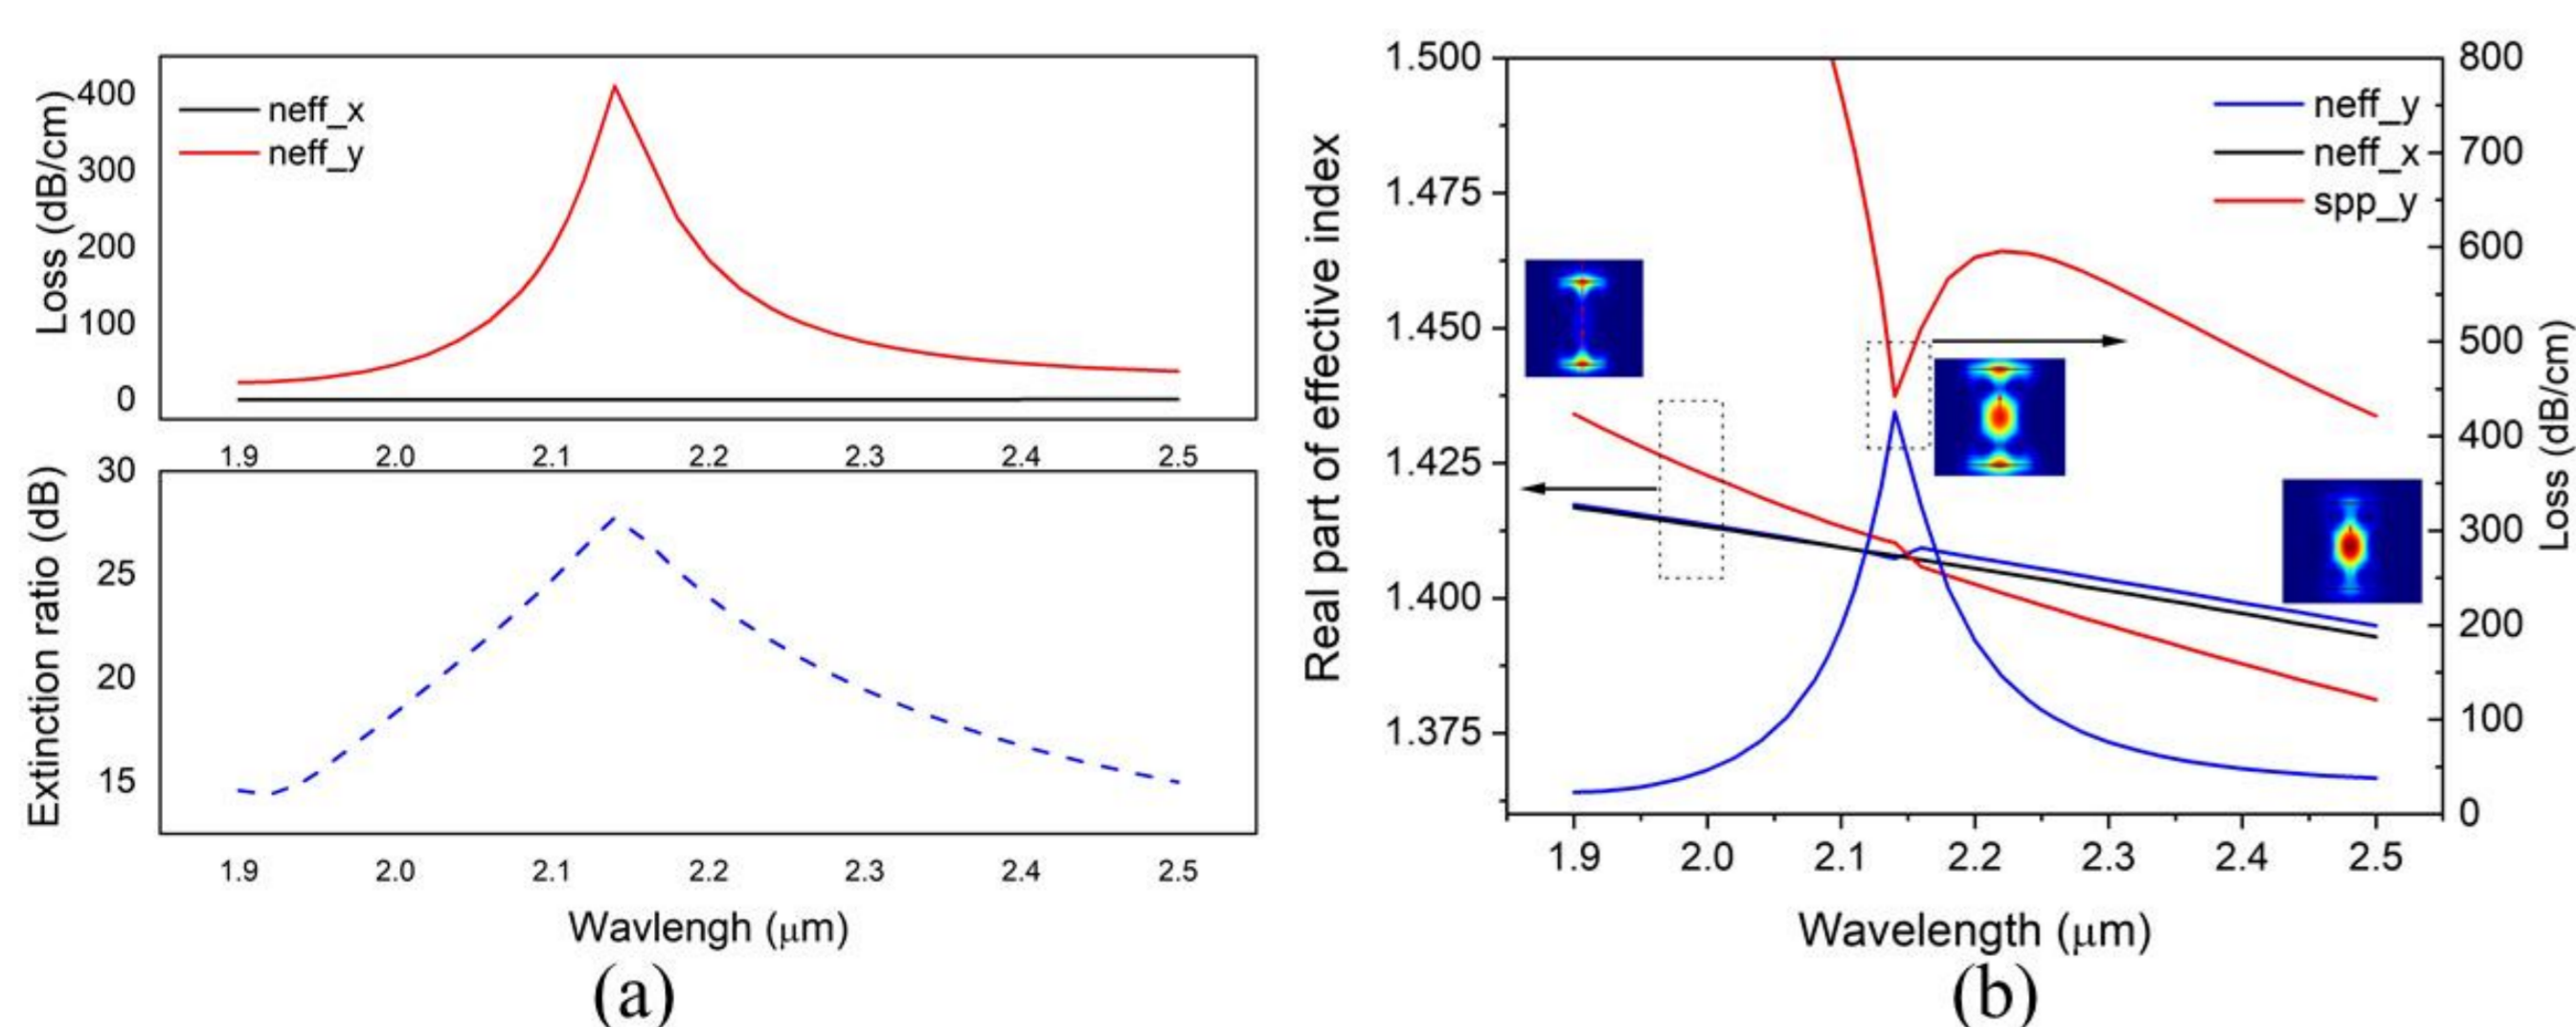 Loss (dB/cm)
400
300
200
100
0
neff_x
neff_y
1.9 2.0 2.1 2.2 2.3 2.4 2.5
Extinction ratio (dB)
30
25
20
15
1.9 2.0 2.1 2.2 2.3 2.4 2.5
Wavlengh (μm)
(a)
Real part of effective index
1.500
1.475
1.450
1.425
1.400
1.375
neff_y
neff_x
spp_y
800
700
600
500
400
300
200
100
0
Loss (dB/cm)
1.9 2.0 2.1 2.2 2.3 2.4 2.5
Wavelength (μm)
(b)